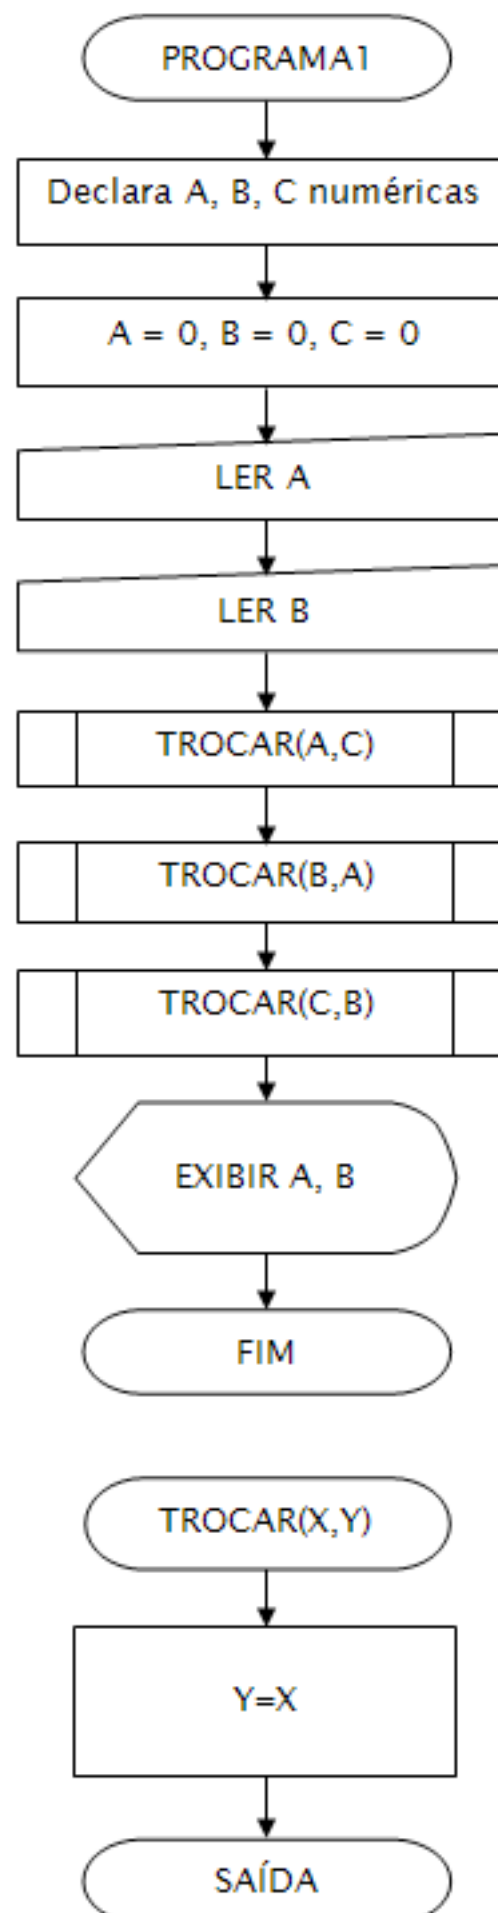 PROGRAMA1
Declara A, B, C numéricas
A = 0, B = 0, C = 0
LER A
LER B
TROCAR(A,C)
TROCAR(B,A)
TROCAR(C,B)
EXIBIR A, B
FIM
TROCAR(X,Y)
Y=X
SAÍDA